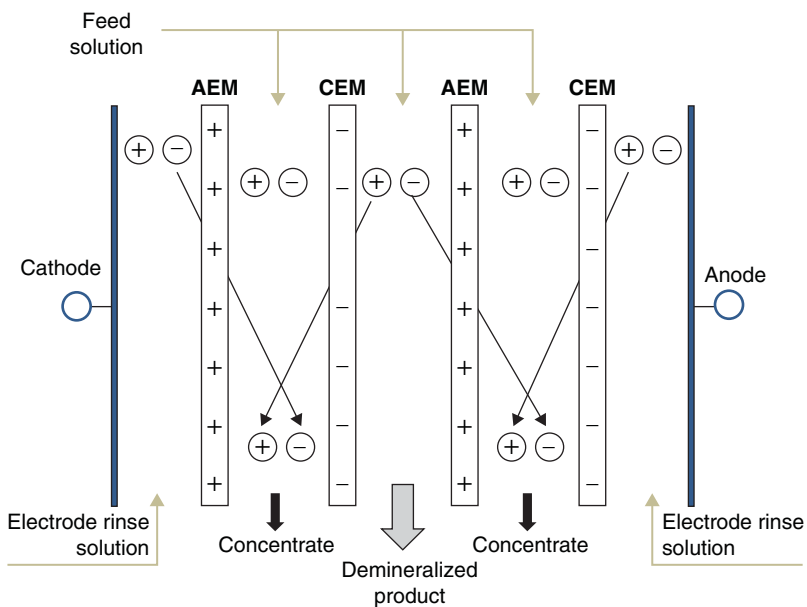 Feed
solution
AEM
CEM
AEM
CEM
+ − + − + − + − + −
Cathode
Anode
+ − + −
Electrode rinse
solution
Concentrate
Demineralized
product
Concentrate
Electrode rinse
solution